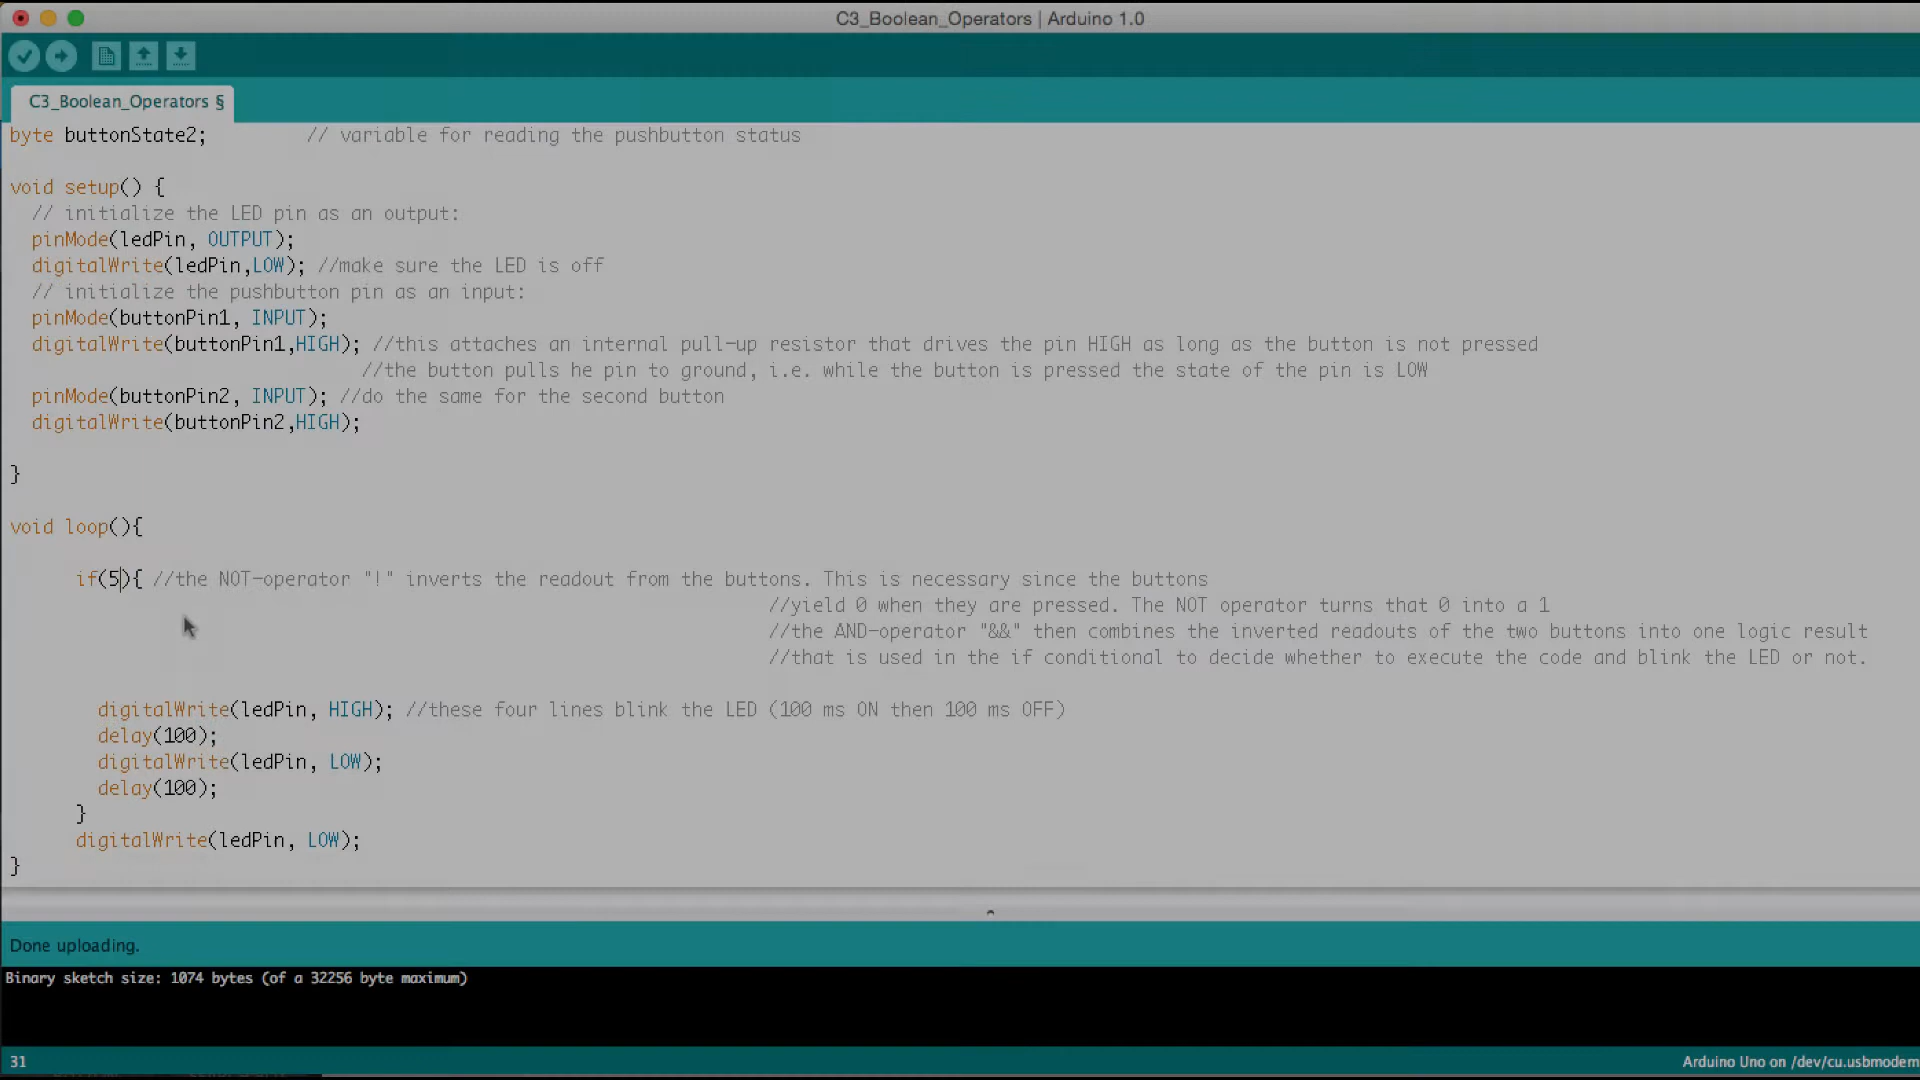 C3_Boolean_Operators | Arduino 1.0
C3_Boolean_Operators §
byte buttonState2; // variable for reading the pushbutton status
void setup() {
// initialize the LED pin as an output:
pinMode(ledPin, OUTPUT);
digitalWrite(ledPin,LOW); //make sure the LED is off
// initialize the pushbutton pin as an input:
pinMode(buttonPin1, INPUT);
digitalWrite(buttonPin1,HIGH); //this attaches an internal pull-up resistor that drives the pin HIGH as long as the button is not pressed
//the button pulls he pin to ground, i.e. while the button is pressed the state of the pin is LOW
pinMode(buttonPin2, INPUT); //do the same for the second button
digitalWrite(buttonPin2,HIGH);
}
void loop(){
if(5){ //the NOT-operator "!" inverts the readout from the buttons. This is necessary since the buttons
//yield 0 when they are pressed. The NOT operator turns that 0 into a 1
//the AND-operator "&&" then combines the inverted readouts of the two buttons into one logic result
//that is used in the if conditional to decide whether to execute the code and blink the LED or not.
digitalWrite(ledPin, HIGH); //these four lines blink the LED (100 ms ON then 100 ms OFF)
delay(100);
digitalWrite(ledPin, LOW);
delay(100);
}
digitalWrite(ledPin, LOW);
}
Done uploading.
Binary sketch size: 1074 bytes (of a 32256 byte maximum)
31
Arduino Uno on /dev/cu.usbmodem